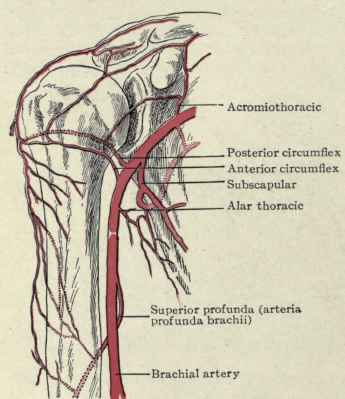 Acromiothoracic
Posterior circumflex
Anterior circumflex
Subscapular
Alar thoracic
Superior profunda (arteria
profunda brachii)
Brachial artery